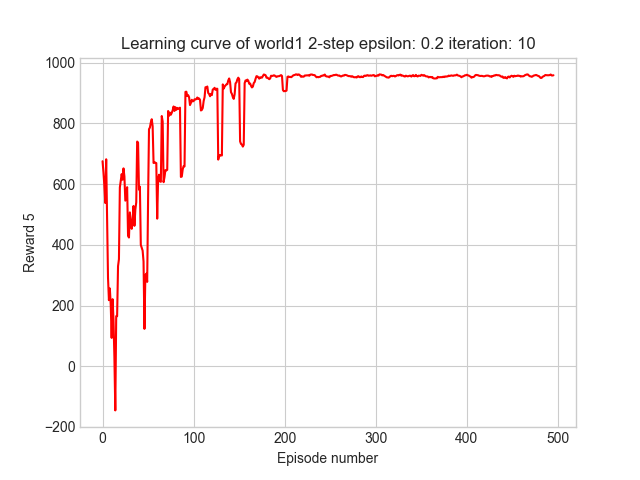 Learning curve of world1 2-step epsilon: 0.2 iteration: 10
1000
800
600
400
200
0
−200
Reward 5
0 100 200 300 400 500
Episode number